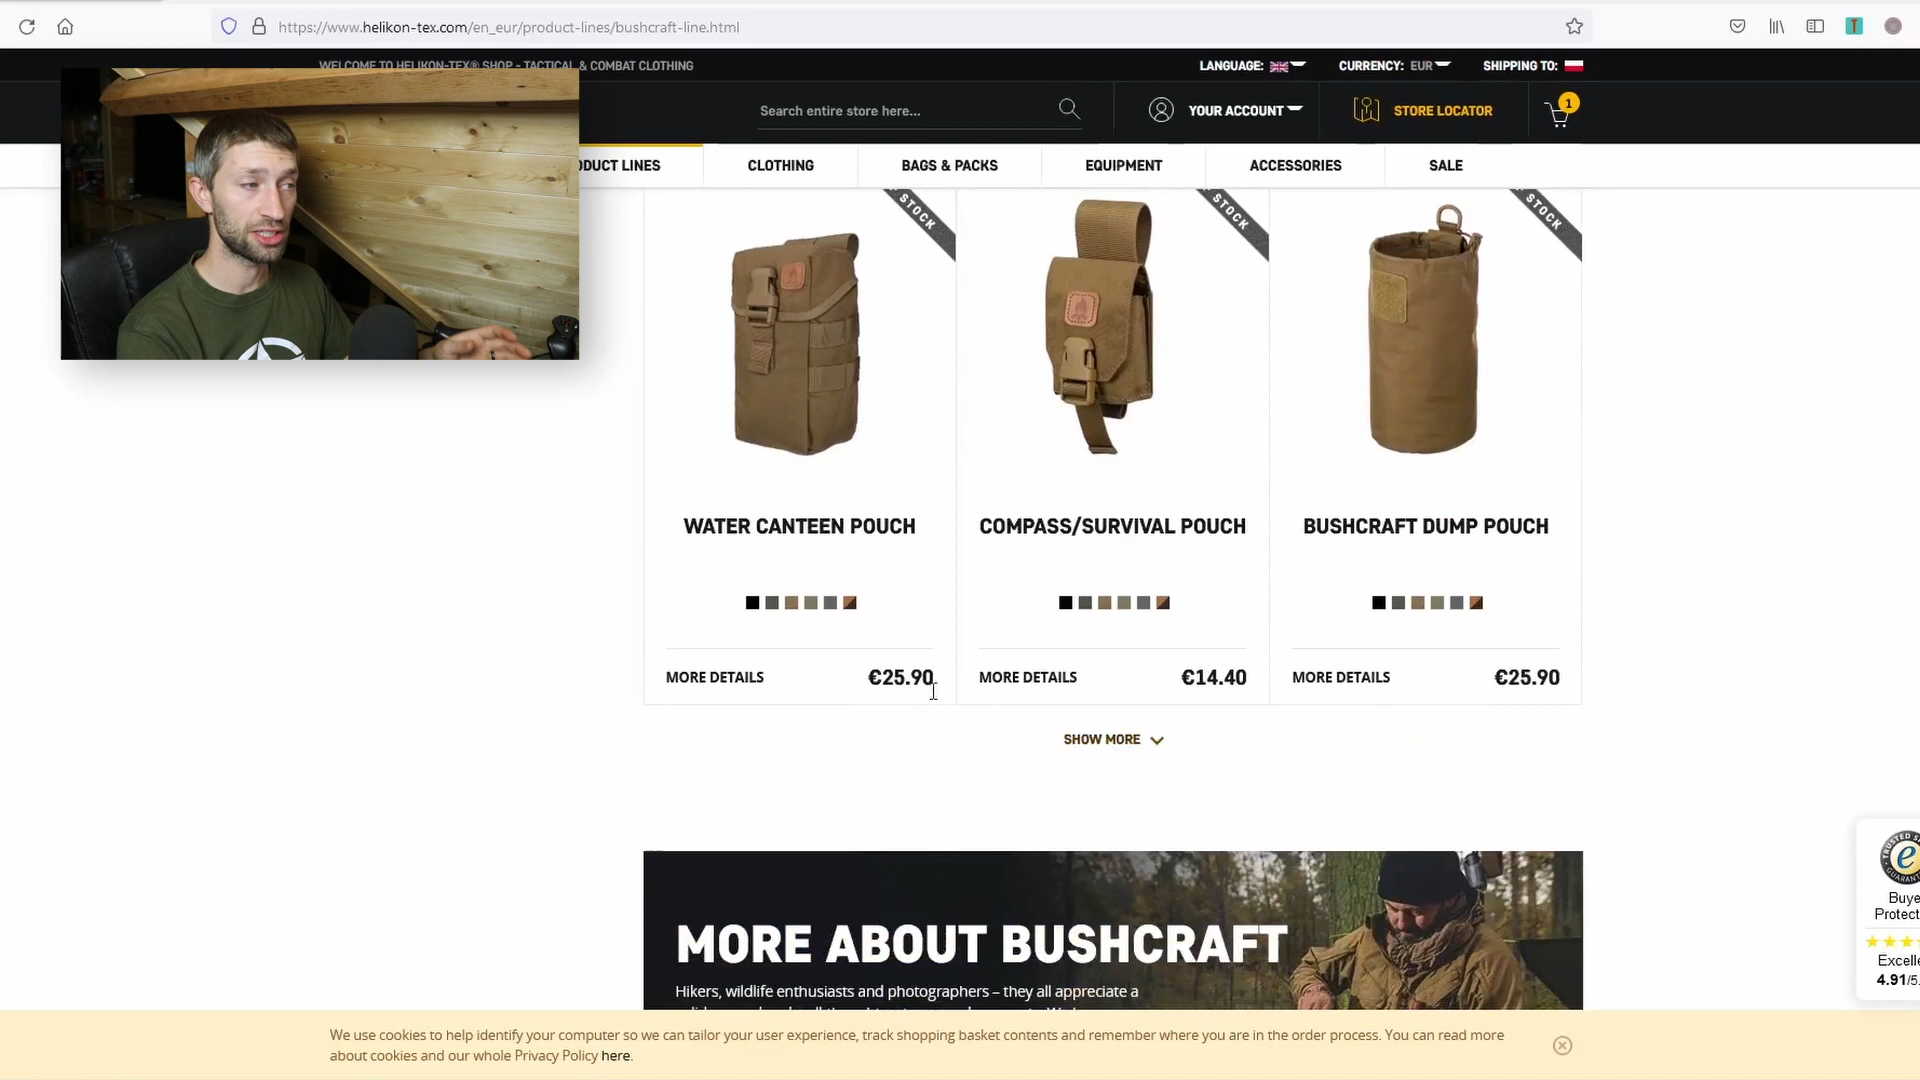 https://www.helikon-tex.com/en_eur/product-lines/bushcraft-line.html
WELCOME TO HELIKON-TEX® SHOP - TACTICAL & COMBAT CLOTHING
LANGUAGE:
CURRENCY: EUR
SHIPPING TO:
Search entire store here...
YOUR ACCOUNT
STORE LOCATOR
1
ODUCT LINES
CLOTHING
BAGS & PACKS
EQUIPMENT
ACCESSORIES
SALE
STOCK
STOCK
STOCK
WATER CANTEEN POUCH
COMPASS/SURVIVAL POUCH
BUSHCRAFT DUMP POUCH
MORE DETAILS €25.90
MORE DETAILS €14.40
MORE DETAILS €25.90
SHOW MORE
MORE ABOUT BUSHCRAFT
Hikers, wildlife enthusiasts and photographers – they all appreciate a
TRUSTED S
GUARANT
e
Buye
Protect
Excelle
4.91/5.
We use cookies to help identify your computer so we can tailor your user experience, track shopping basket contents and remember where you are in the order process. You can read more
about cookies and our whole Privacy Policy here.